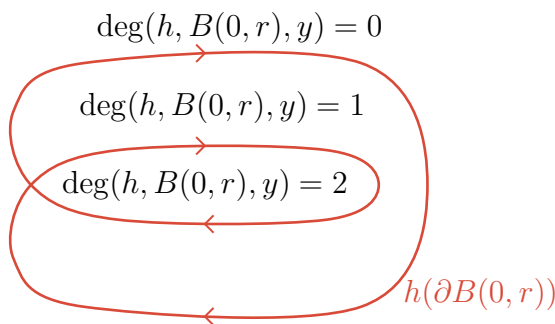 deg(h, B(0, r), y) = 0
deg(h, B(0, r), y) = 1
deg(h, B(0, r), y) = 2
h(∂B(0, r))